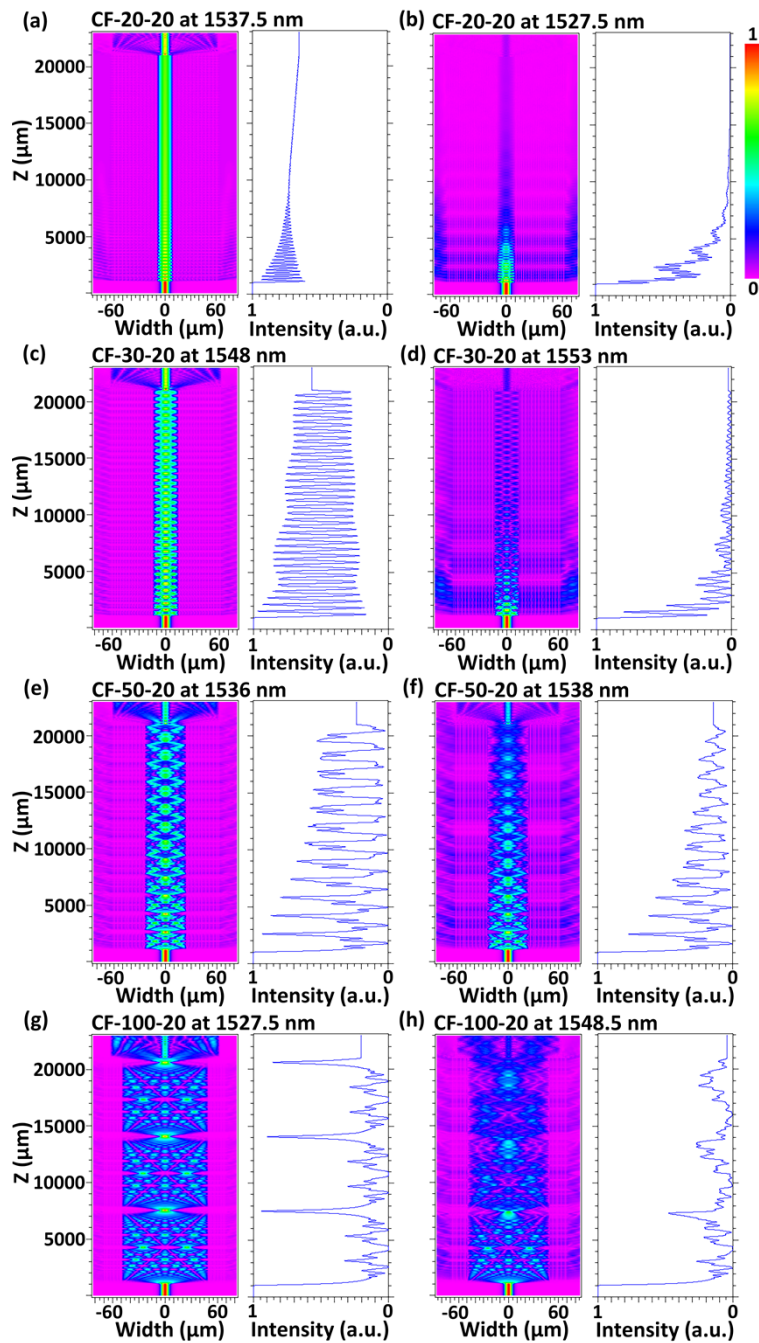 (a) CF-20-20 at 1537.5 nm
(b) CF-20-20 at 1527.5 nm
1
20000
15000
10000
5000
Z (µm)
-60 0 60
Width (µm)
1 0
Intensity (a.u.)
-60 0 60
Width (µm)
1 0
Intensity (a.u.)
0
(c) CF-30-20 at 1548 nm
(d) CF-30-20 at 1553 nm
20000
15000
10000
5000
Z (µm)
-60 0 60
Width (µm)
1 0
Intensity (a.u.)
-60 0 60
Width (µm)
1 0
Intensity (a.u.)
(e) CF-50-20 at 1536 nm
(f) CF-50-20 at 1538 nm
20000
15000
10000
5000
Z (µm)
-60 0 60
Width (µm)
1 0
Intensity (a.u.)
-60 0 60
Width (µm)
1 0
Intensity (a.u.)
(g) CF-100-20 at 1527.5 nm
(h) CF-100-20 at 1548.5 nm
20000
15000
10000
5000
Z (µm)
-60 0 60
Width (µm)
1 0
Intensity (a.u.)
-60 0 60
Width (µm)
1 0
Intensity (a.u.)